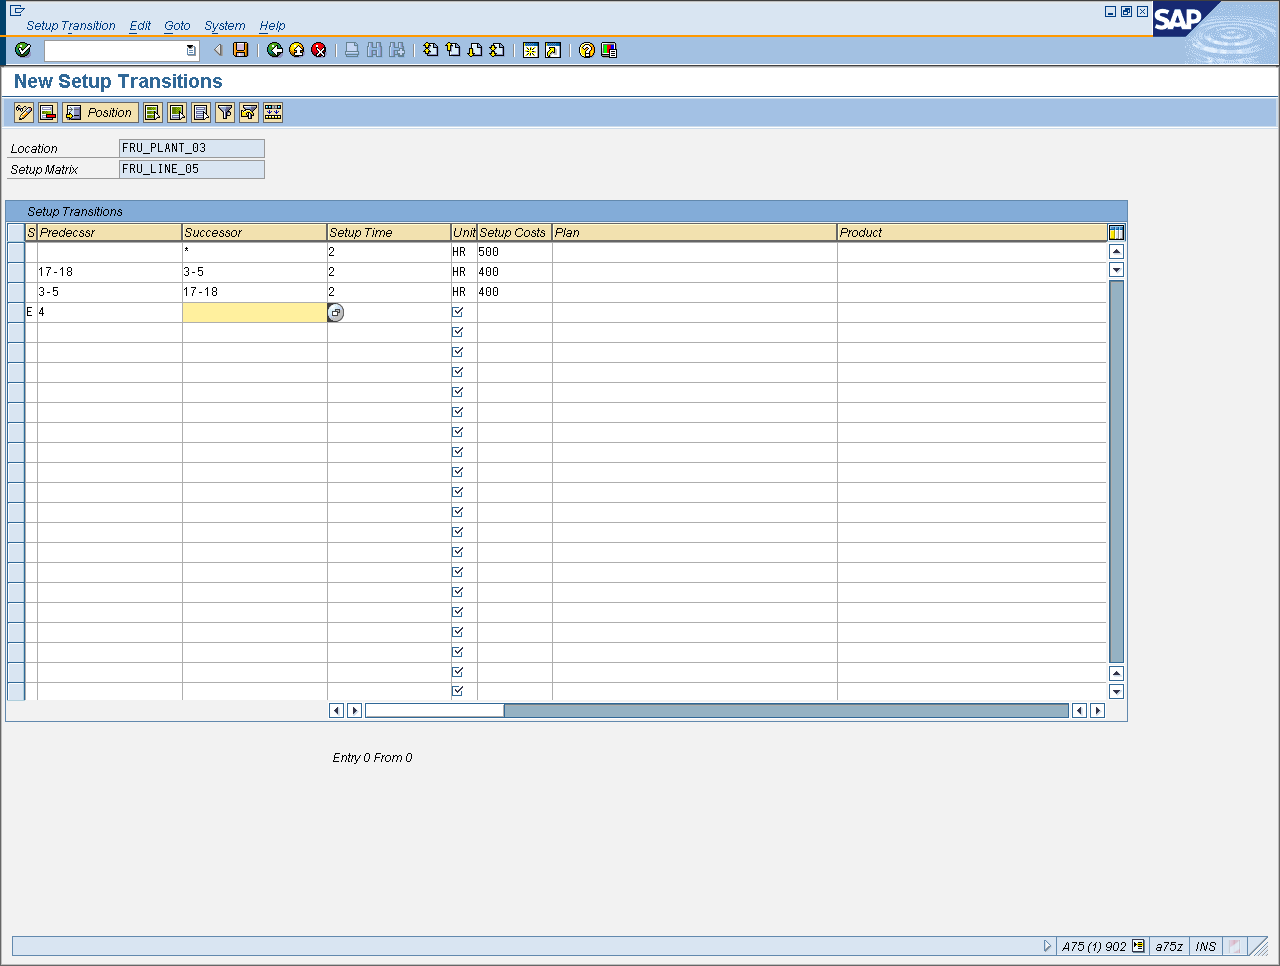 Setup Transition Edit Goto System Help
SAP
New Setup Transitions
Position
Location FRU_PLANT_03
Setup Matrix FRU_LINE_05
Setup Transitions
S Predecssr Successor Setup Time Unit Setup Costs Plan Product
* 2 HR 500
17-18 3-5 2 HR 400
3-5 17-18 2 HR 400
E 4
Entry 0 From 0
A75 (1) 902 a75z INS